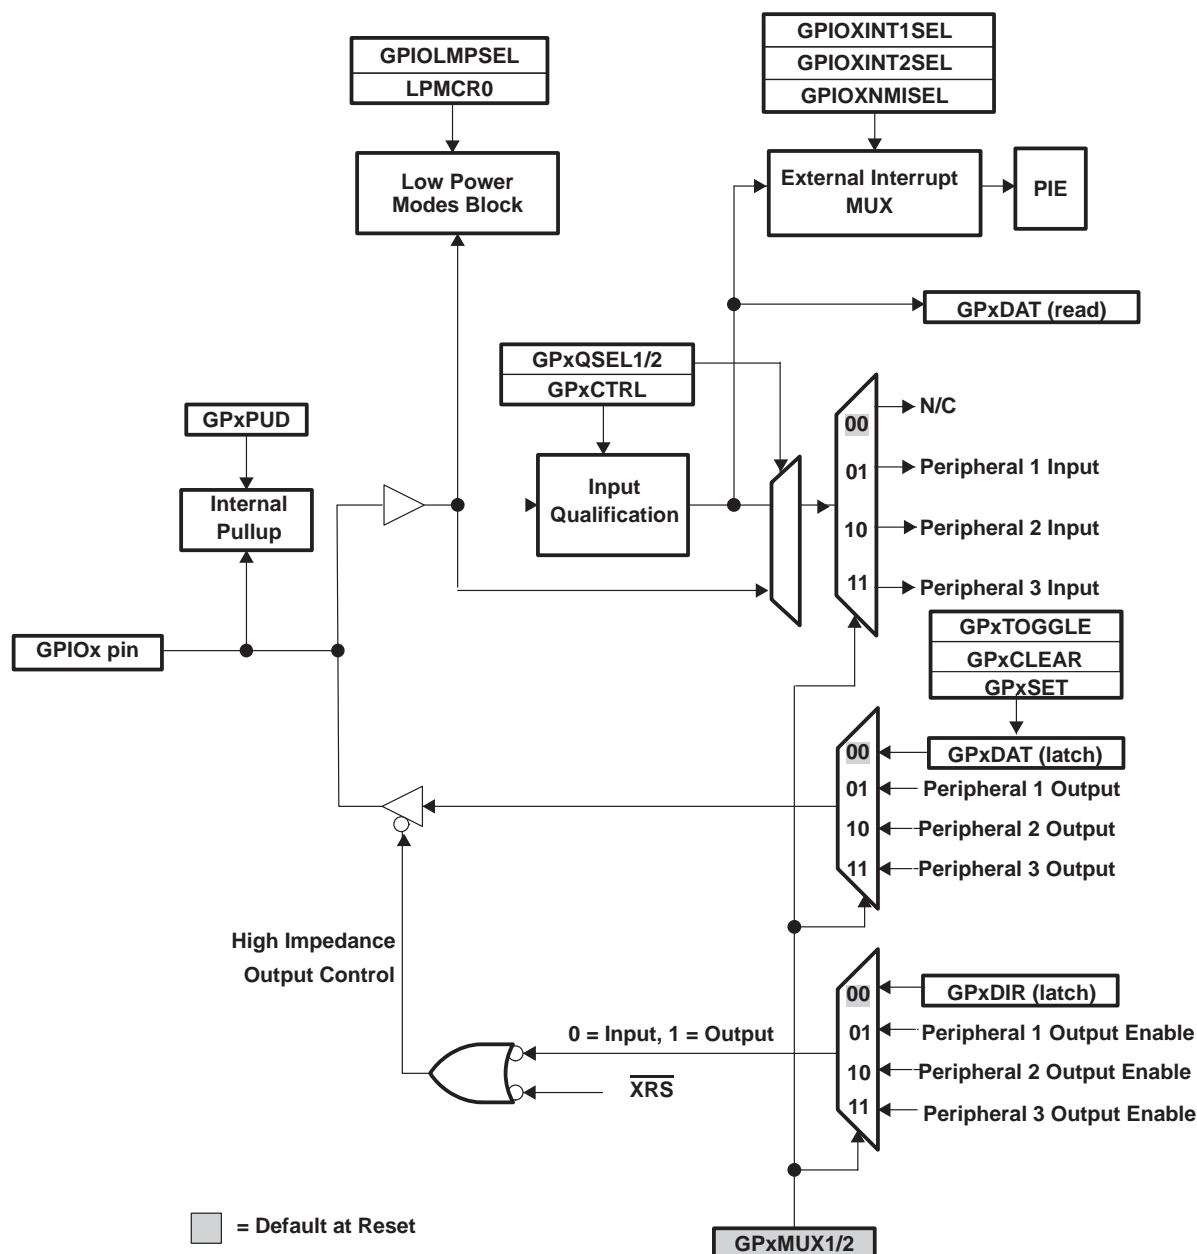 GPIOXINT1SEL
GPIOLMPSEL
GPIOXINT2SEL
LPMCR0
GPIOXNMISEL
Low Power
Modes Block
External Interrupt
MUX
PIE
GPxDAT (read)
GPxQSEL1/2
GPxCTRL
GPxPUD
N/C
00
Internal
Pullup
Input
Qualification
01
Peripheral 1 Input
10
Peripheral 2 Input
11
Peripheral 3 Input
GPIOx pin
GPxTOGGLE
GPxCLEAR
GPxSET
00
GPxDAT (latch)
01
Peripheral 1 Output
10
Peripheral 2 Output
11
Peripheral 3 Output
High Impedance
Output Control
00
GPxDIR (latch)
0 = Input, 1 = Output
01
Peripheral 1 Output Enable
10
Peripheral 2 Output Enable
XRS
11
Peripheral 3 Output Enable
= Default at Reset
GPxMUX1/2